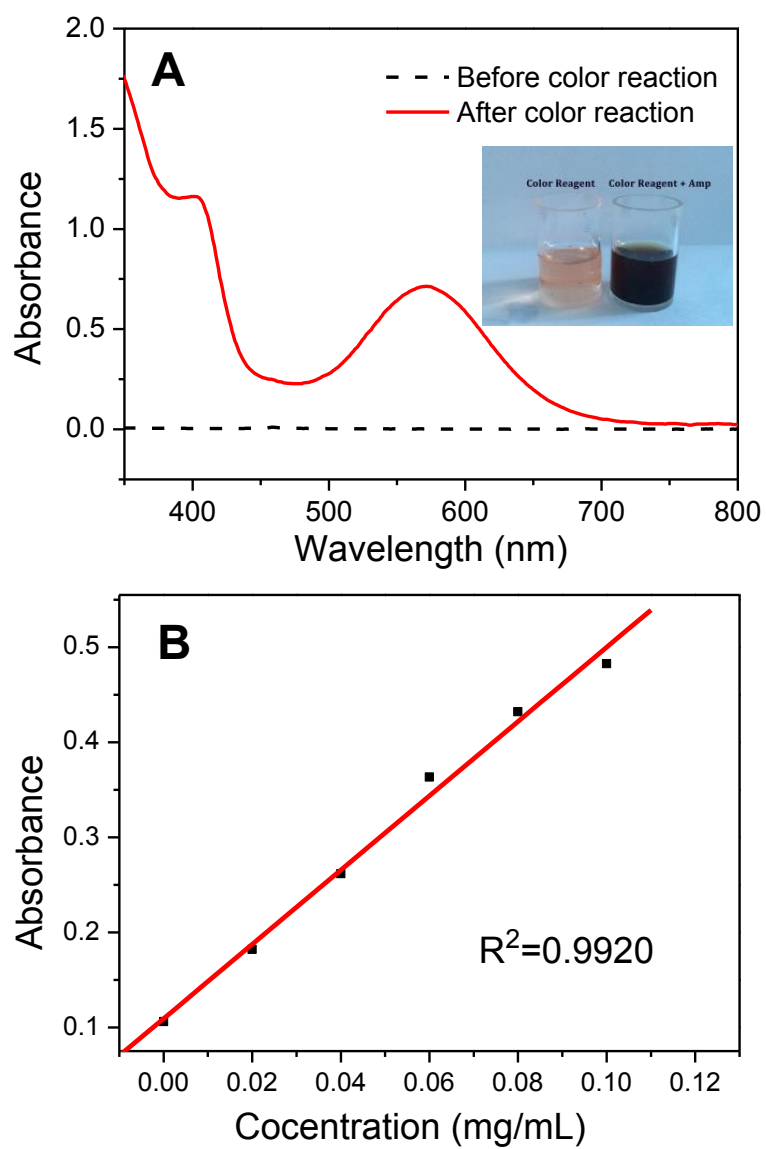 A
Before color reaction
After color reaction
Color Reagent
Color Reagent + Amp
Absorbance
2.0
1.5
1.0
0.5
0.0
400
500
600
700
800
Wavelength (nm)
B
Absorbance
0.5
0.4
0.3
0.2
0.1
R²=0.9920
0.00
0.02
0.04
0.06
0.08
0.10
0.12
Cocentration (mg/mL)